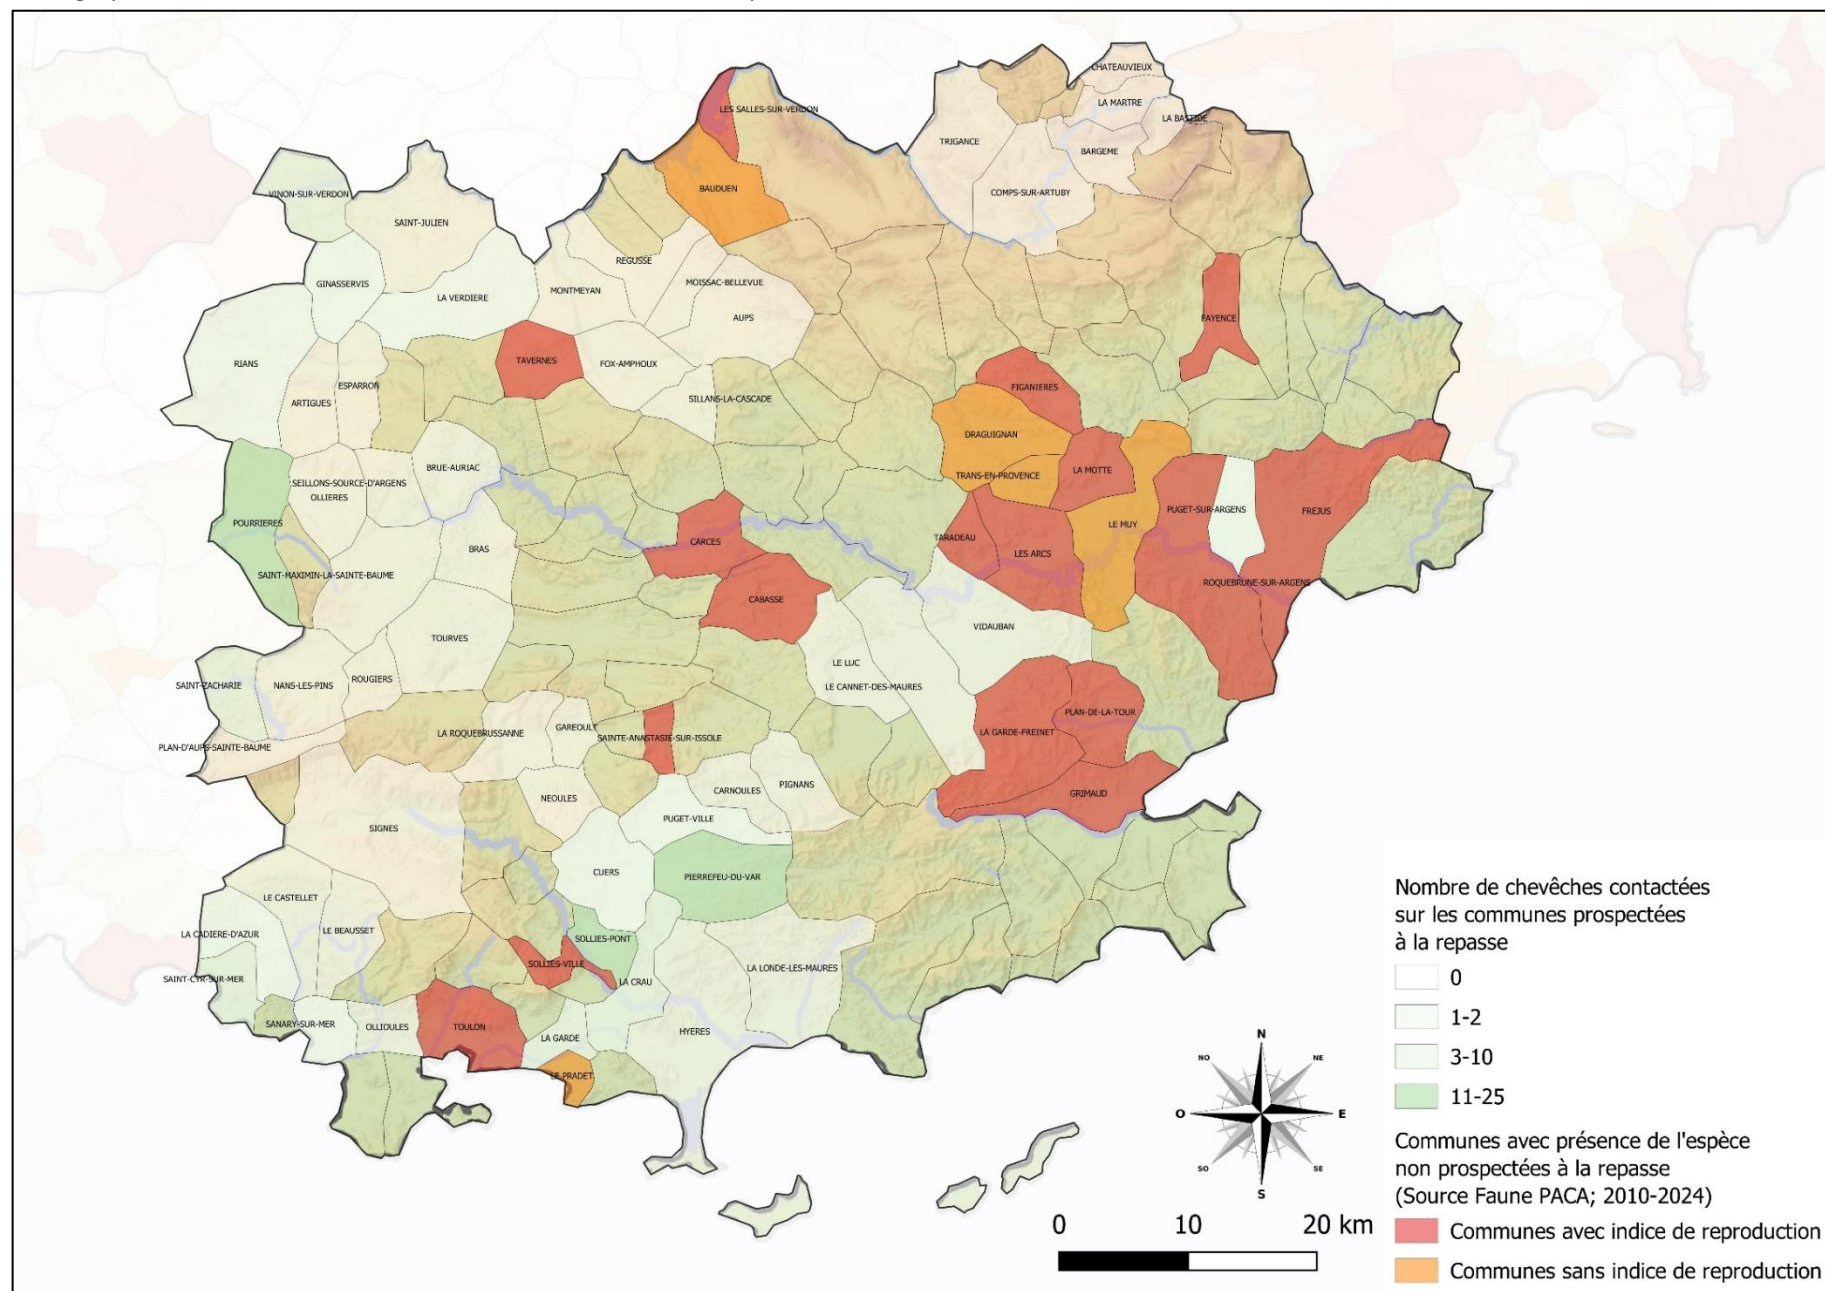 CHATEAUVIEUX
LA MARTRE
LES SALLES-SUR-VERDON
LA BASTIDE
TRIGANCE
BARGEME
BAUDUEN
COMPS-SUR-ARTUBY
VINON-SUR-VERDON
SAINT-JULIEN
REGUSSE
MOISSAC-BELLEVUE
GINASSERVIS
MONTMEYAN
LA VERDIERE
AUPS
FAYENCE
TAVERNES
FOX-AMPHOUX
RIANS
ESPARRON
FIGANIERES
SILLANS-LA-CASCADE
ARTIGUES
DRAGUIGNAN
BRUE-AURIAC
LA MOTTE
TRANS-EN-PROVENCE
SEILLONS-SOURCE-D'ARGENS
OLLIERES
PUGET-SUR-ARGENS
FREJUS
POURRIERES
LE MUY
TARADEAU
CARCES
BRAS
LES ARCS
SAINT-MAXIMIN-LA-SAINTE-BAUME
ROQUEBRUNE-SUR-ARGENS
CABASSE
VIDAUBAN
TOURVES
LE LUC
ROUGIERS
SAINT-ZACHARIE
NANS-LES-PINS
LE CANNET-DES-MAURES
PLAN-DE-LA-TOUR
GAREOULT
LA ROQUEBRUSSANNE
LA GARDE-FREINET
SAINTE-ANASTASIE-SUR-ISSOLE
PLAN-D'AUPS-SAINTE-BAUME
PIGNANS
CARNOULES
GRIMAUD
NEOULES
PUGET-VILLE
SIGNES
CUERS
PIERREFEU-DU-VAR
LE CASTELLET
LE BEAUSSET
LA CADIERE-D'AZUR
SOLLIES-PONT
SOLLIES-VILLE
LA LONDE-LES-MAURES
SAINT-CYR-SUR-MER
LA CRAU
SANARY-SUR-MER
OLLIOULES
TOULON
HYERES
LA GARDE
LE PRADET
N
NO
NE
O
E
SO
SE
S
0 10 20 km
Nombre de chevêches contactées
sur les communes prospectées
à la repasse
0
1-2
3-10
11-25
Communes avec présence de l'espèce
non prospectées à la repasse
(Source Faune PACA; 2010-2024)
Communes avec indice de reproduction
Communes sans indice de reproduction